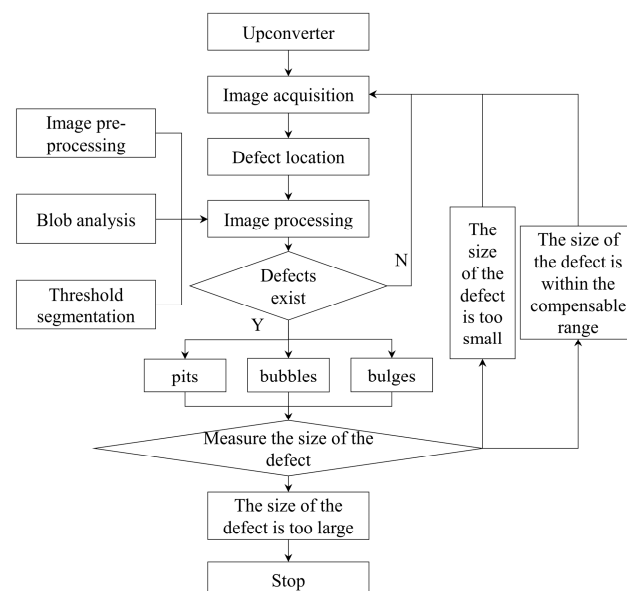 Upconverter
Image acquisition
Image pre-
processing
Defect location
Blob analysis
Image processing
The
size
of the
defect
is too
small
The size of
the defect is
within the
compensable
range
N
Defects
exist
Threshold
segmentation
Y
pits
bubbles
bulges
Measure the size of the
defect
The size of the
defect is too large
Stop